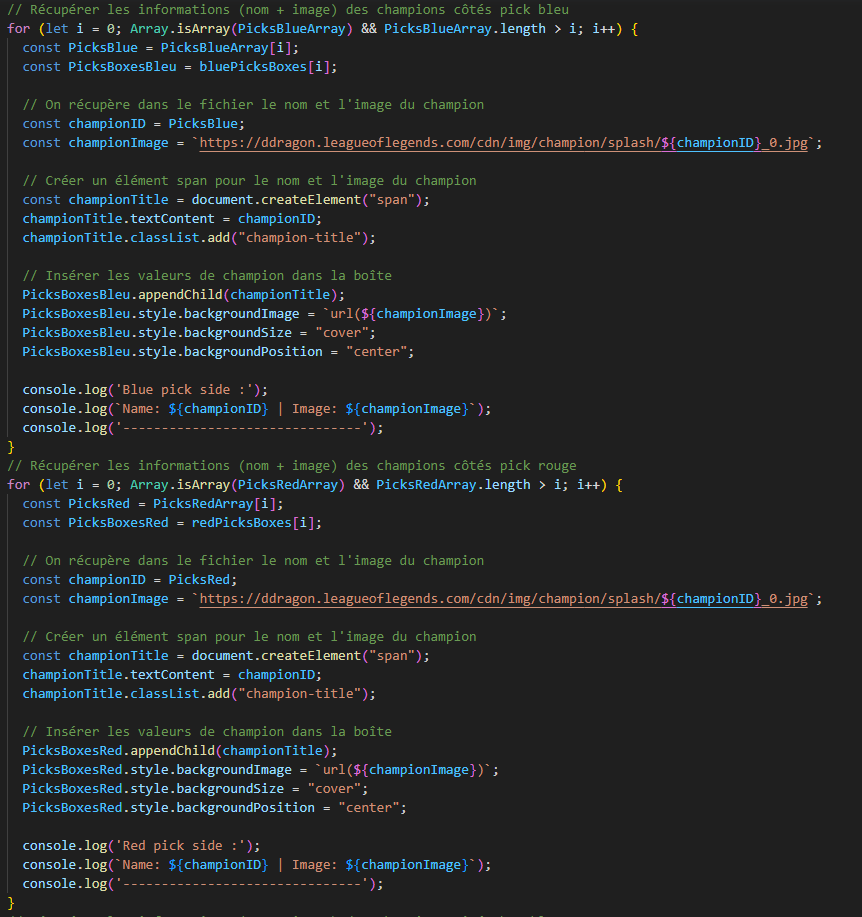 // Récupérer les informations (nom + image) des champions côtés pick bleu
for (let i = 0; Array.isArray(PicksBlueArray) && PicksBlueArray.length > i; i++) {
  const PicksBlue = PicksBlueArray[i];
  const PicksBoxesBleu = bluePicksBoxes[i];

  // On récupère dans le fichier le nom et l'image du champion
  const championID = PicksBlue;
  const championImage = `https://ddragon.leagueoflegends.com/cdn/img/champion/splash/${championID}_0.jpg`;

  // Créer un élément span pour le nom et l'image du champion
  const championTitle = document.createElement("span");
  championTitle.textContent = championID;
  championTitle.classList.add("champion-title");

  // Insérer les valeurs de champion dans la boîte
  PicksBoxesBleu.appendChild(championTitle);
  PicksBoxesBleu.style.backgroundImage = `url(${championImage})`;
  PicksBoxesBleu.style.backgroundSize = "cover";
  PicksBoxesBleu.style.backgroundPosition = "center";

  console.log('Blue pick side :');
  console.log(`Name: ${championID} | Image: ${championImage}`);
  console.log('-------------------------------');
}
// Récupérer les informations (nom + image) des champions côtés pick rouge
for (let i = 0; Array.isArray(PicksRedArray) && PicksRedArray.length > i; i++) {
  const PicksRed = PicksRedArray[i];
  const PicksBoxesRed = redPicksBoxes[i];

  // On récupère dans le fichier le nom et l'image du champion
  const championID = PicksRed;
  const championImage = `https://ddragon.leagueoflegends.com/cdn/img/champion/splash/${championID}_0.jpg`;

  // Créer un élément span pour le nom et l'image du champion
  const championTitle = document.createElement("span");
  championTitle.textContent = championID;
  championTitle.classList.add("champion-title");

  // Insérer les valeurs de champion dans la boîte
  PicksBoxesRed.appendChild(championTitle);
  PicksBoxesRed.style.backgroundImage = `url(${championImage})`;
  PicksBoxesRed.style.backgroundSize = "cover";
  PicksBoxesRed.style.backgroundPosition = "center";

  console.log('Red pick side :');
  console.log(`Name: ${championID} | Image: ${championImage}`);
  console.log('-------------------------------');
}